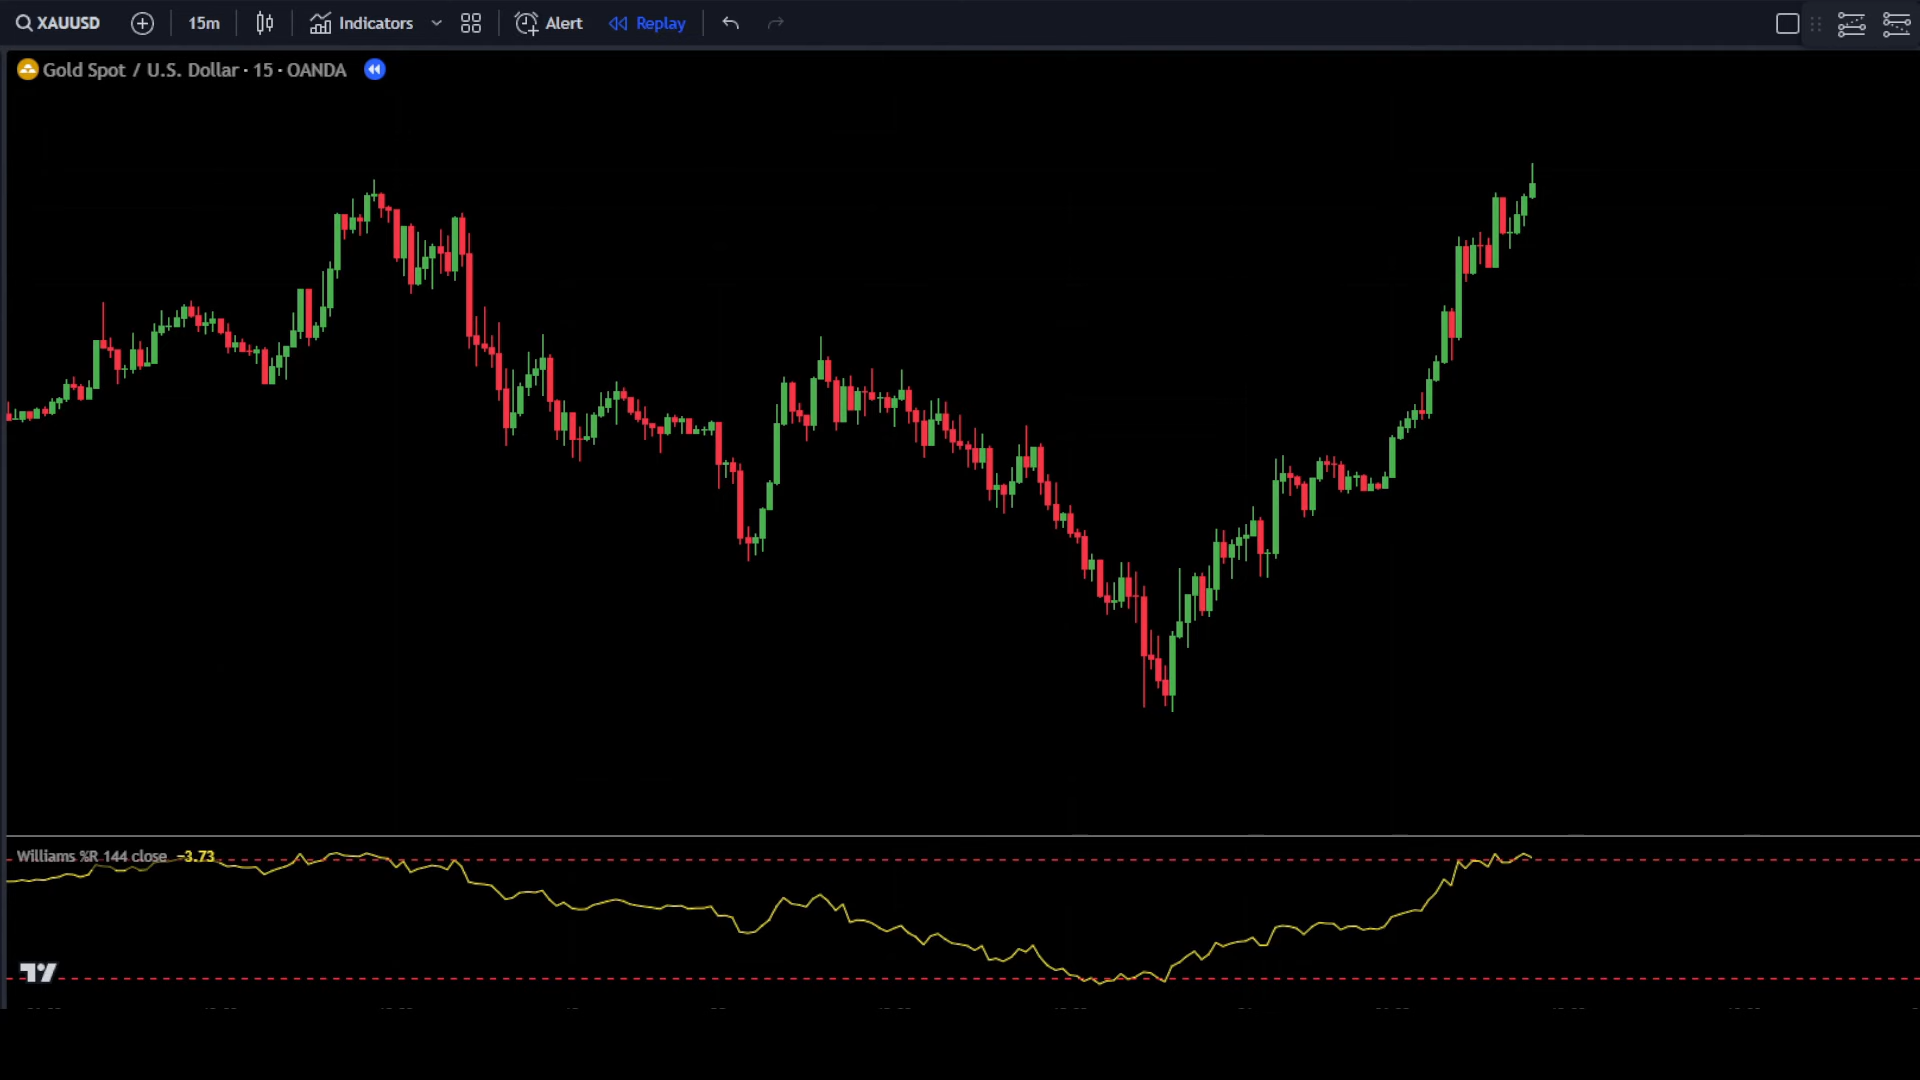 XAUUSD 15m Indicators Alert Replay
Gold Spot / U.S. Dollar · 15 · OANDA
Williams %R 144 close −3.73